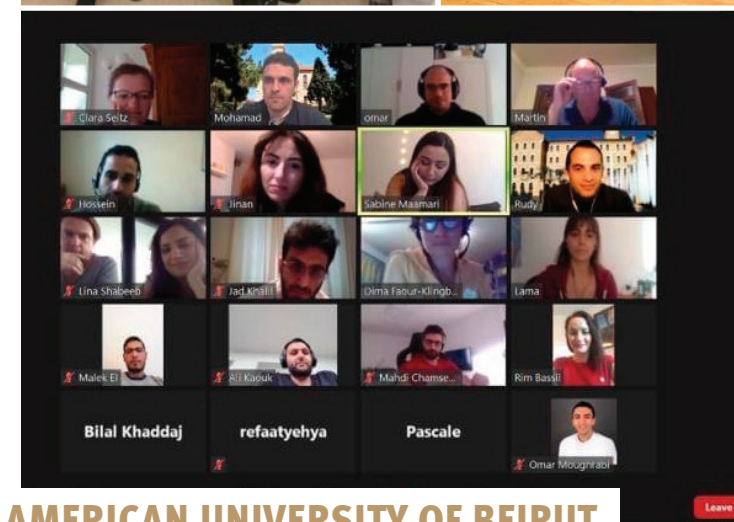 Clara Seitz
Mohamad
omar
Martin
Hossein
Jinan
Sabine Maamari
Rudy
Lina Shabeeb
Jad Khalil
Dima Faour-Klingb...
Lama
Malek El
Ali Kaouk
Mahdi Chamse...
Rim Bassil
Bilal Khaddaj
refaatyehya
Pascale
Omar Moughrabi
Leave
AMERICAN UNIVERSITY OF BEIRUT